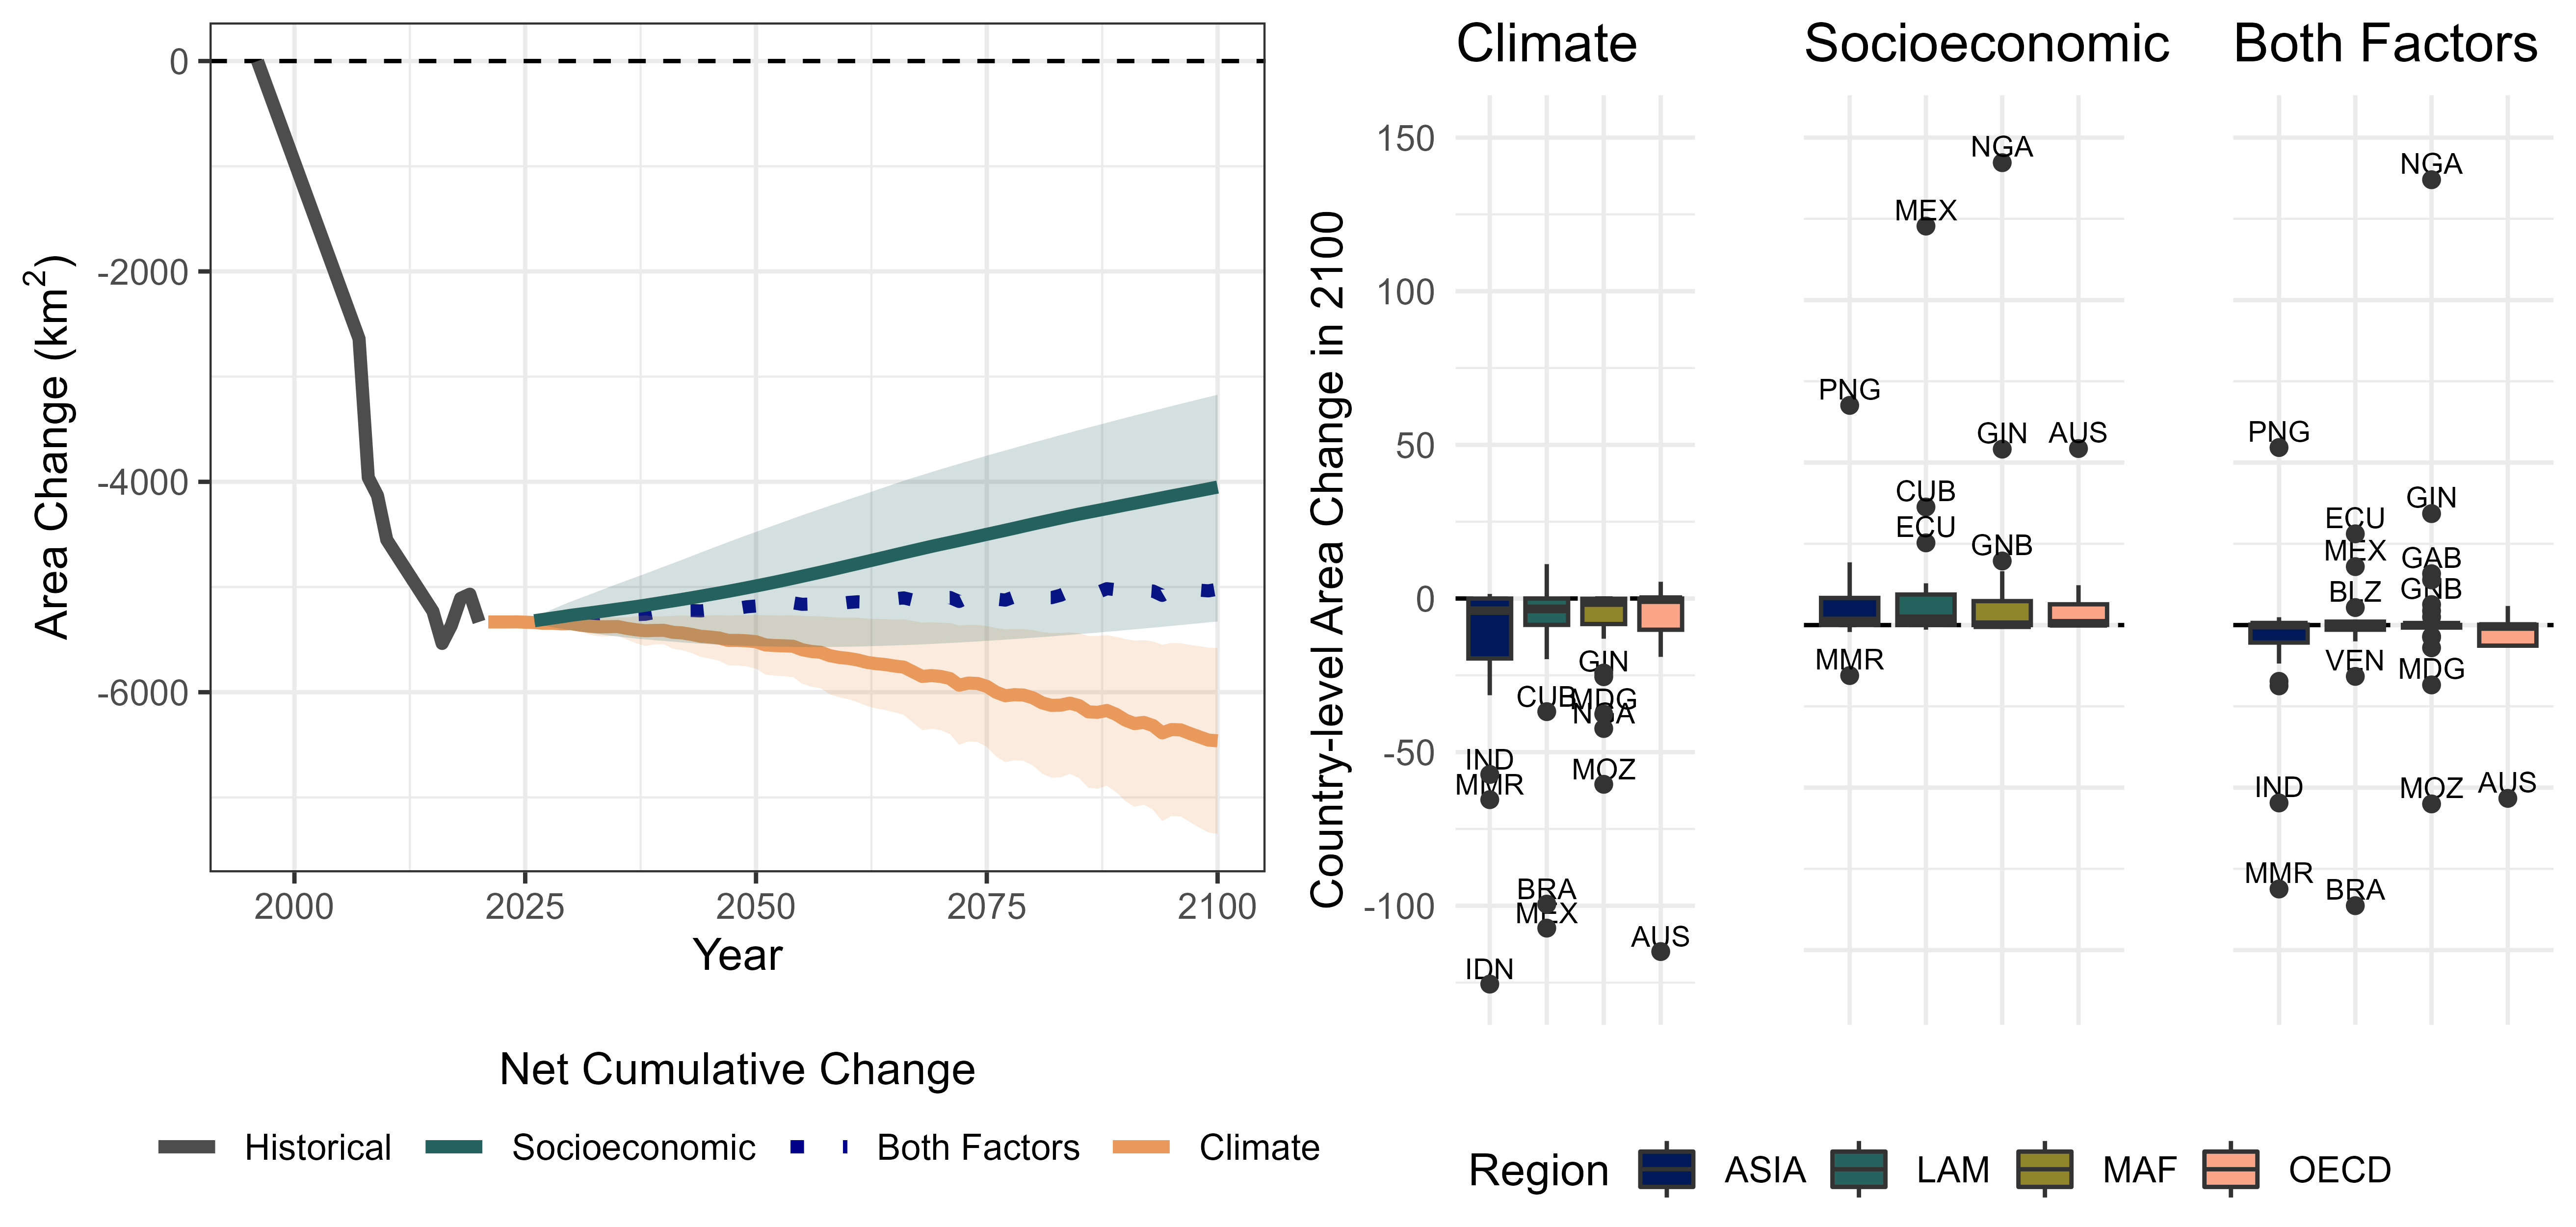 Area Change (km²)
0
-2000
-4000
-6000
2000 2025 2050 2075 2100
Year
Net Cumulative Change
Historical Socioeconomic Both Factors Climate
Country-level Area Change in 2100
150
100
50
0
-50
-100
Climate
GIN
CUB
MDG
NGA
IND
MMR
MOZ
BRA
MEX
AUS
IDN
Socioeconomic
NGA
MEX
PNG
GIN AUS
CUB
ECU
GNB
MMR
Both Factors
NGA
PNG
GIN
ECU
MEX
GAB
BLZ
GNB
VEN
MDG
IND
MOZ
AUS
MMR
BRA
Region ASIA LAM MAF OECD